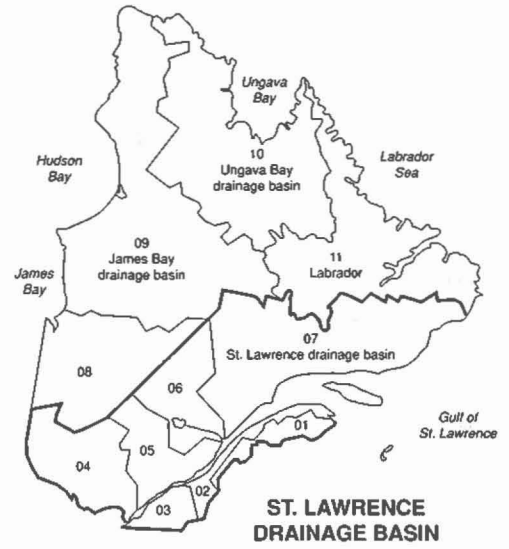 Ungava
Bay
Hudson
Bay
10
Ungava Bay
drainage basin
Labrador
Sea
09
James Bay
drainage basin
James
Bay
11
Labrador
07
St. Lawrence drainage basin
08
06
Gulf of
St. Lawrence
01
05
04
02
03
ST. LAWRENCE
DRAINAGE BASIN